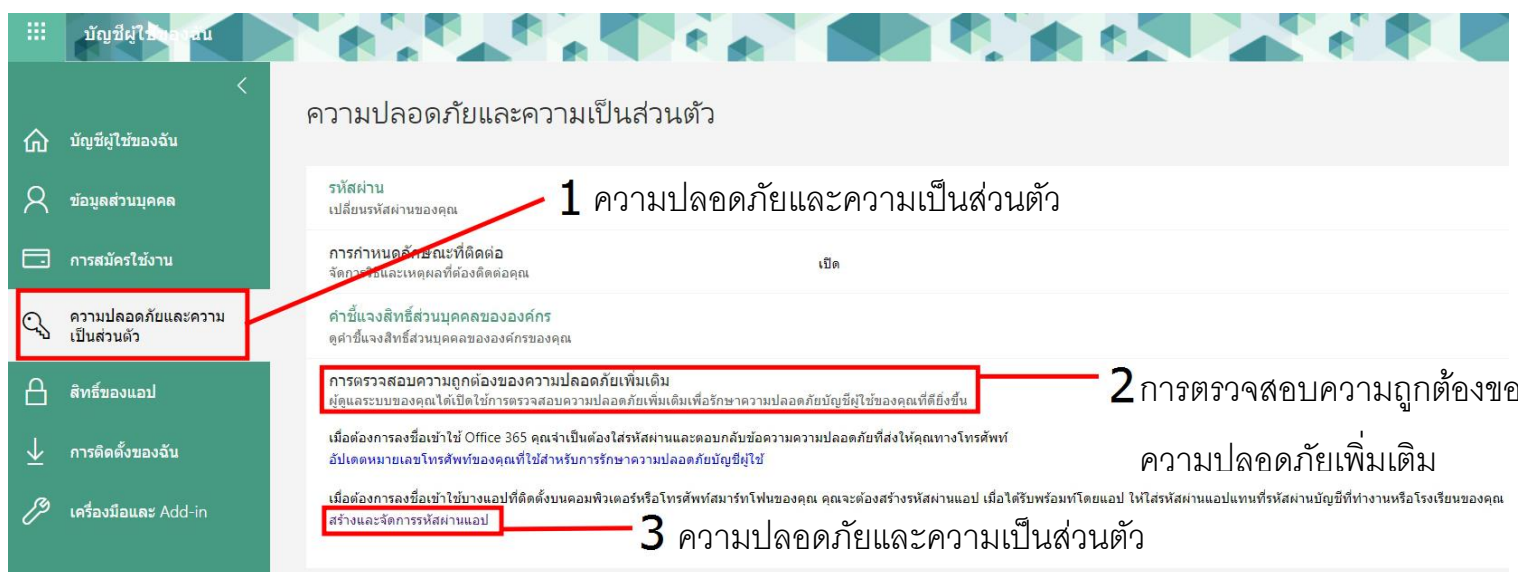 บัญชีผู้ใช้ของฉัน
ความปลอดภัยและความเป็นส่วนตัว
บัญชีผู้ใช้ของฉัน
ข้อมูลส่วนบุคคล
การสมัครใช้งาน
ความปลอดภัยและความ
เป็นส่วนตัว
สิทธิ์ของแอป
การติดตั้งของฉัน
เครื่องมือและ Add-in
รหัสผ่าน
เปลี่ยนรหัสผ่านของคุณ
1 ความปลอดภัยและความเป็นส่วนตัว
การกำหนดลักษณะที่ติดต่อ
จัดการวิธีและเหตุผลที่ต้องติดต่อคุณ
เปิด
คำชี้แจงสิทธิ์ส่วนบุคคลขององค์กร
ดูคำชี้แจงสิทธิ์ส่วนบุคคลขององค์กรของคุณ
การตรวจสอบความถูกต้องของความปลอดภัยเพิ่มเติม
ผู้ดูแลระบบของคุณได้เปิดใช้การตรวจสอบความปลอดภัยเพิ่มเติมเพื่อรักษาความปลอดภัยบัญชีผู้ใช้ของคุณที่ดียิ่งขึ้น
2 การตรวจสอบความถูกต้องขอ
ความปลอดภัยเพิ่มเติม
เมื่อต้องการลงชื่อเข้าใช้ Office 365 คุณจำเป็นต้องใส่รหัสผ่านและตอบกลับข้อความความปลอดภัยที่ส่งให้คุณทางโทรศัพท์
อัปเดตหมายเลขโทรศัพท์ของคุณที่ใช้สำหรับการรักษาความปลอดภัยบัญชีผู้ใช้
เมื่อต้องการลงชื่อเข้าใช้บางแอปที่ติดตั้งบนคอมพิวเตอร์หรือโทรศัพท์สมาร์ทโฟนของคุณ คุณจะต้องสร้างรหัสผ่านแอป เมื่อได้รับพร้อมท์โดยแอป ให้ใส่รหัสผ่านแอปแทนที่รหัสผ่านบัญชีที่ทำงานหรือโรงเรียนของคุณ
สร้างและจัดการรหัสผ่านแอป
3 ความปลอดภัยและความเป็นส่วนตัว